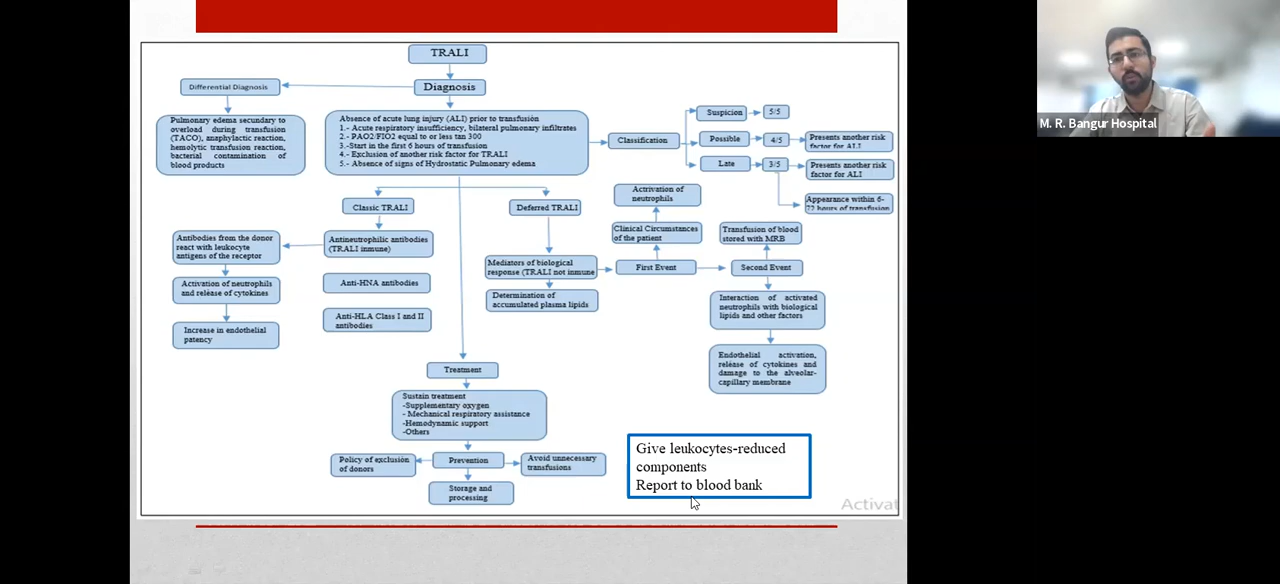 TRALI
Differential Diagnosis
Diagnosis
Pulmonary edema secundary to
overload during transfusion
(TACO), anaphylactic reaction,
hemolytic transfusion reaction,
bacterial contamination of
blood products
Absence of acute lung injury (ALI) prior to transfusion
1.- Acute respiratory insufficiency, bilateral pulmonary infiltrates
2.- PAO2/FIO2 equal to or less tan 300
3.-Start in the first 6 hours of transfusion
4.- Exclusion of another risk factor for TRALI
5.- Absence of signs of Hydrostatic Pulmonary edema
Classification
Suspicion
5/5
Possible
4/5
Presents another risk
factor for ALI
Late
3/5
Presents another risk
factor for ALI
Appearance within 6-
72 hours of transfusion
Classic TRALI
Deferred TRALI
Antibodies from the donor
react with leukocyte
antigens of the receptor
Antineutrophilic antibodies
(TRALI inmune)
Activation of neutrophils
and release of cytokines
Anti-HNA antibodies
Increase in endothelial
patency
Anti-HLA Class I and II
antibodies
Mediators of biological
response (TRALI not inmune
Determination of
accumulated plasma lipids
Actrivation of
neutrophils
Clinical Circumstances
of the patient
First Event
Transfusion of blood
stored with MRB
Second Event
Interaction of activated
neutrophils with biological
lipids and other factors
Endothelial activation,
release of cytokines and
damage to the alveolar-
capillary membrane
Treatment
Sustain treatment
-Supplementary oxygen
- Mechanical respiratory assistance
-Hemodynamic support
-Others
Policy of exclusion
of donors
Prevention
Avoid unnecessary
transfusions
Storage and
processing
Give leukocytes-reduced
components
Report to blood bank
Activat
M. R. Bangur Hospital